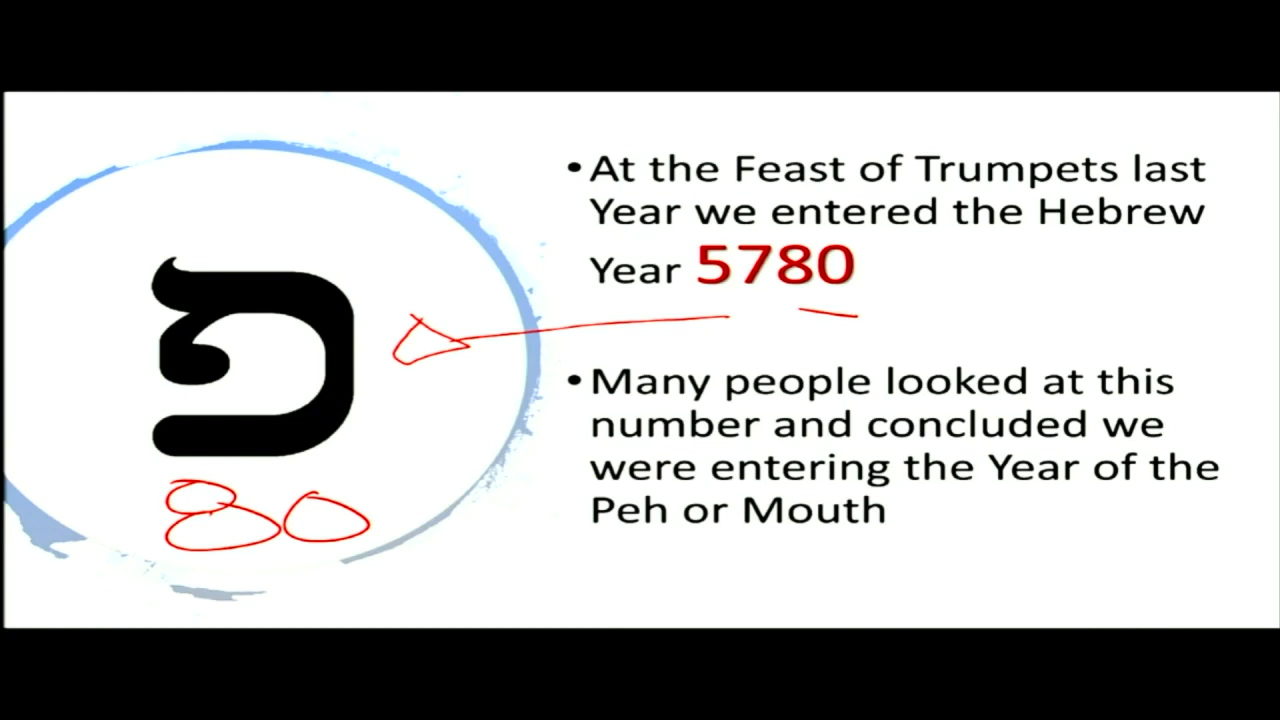 •At the Feast of Trumpets last
Year we entered the Hebrew
Year 5780
•Many people looked at this
number and concluded we
were entering the Year of the
Peh or Mouth
פ
80